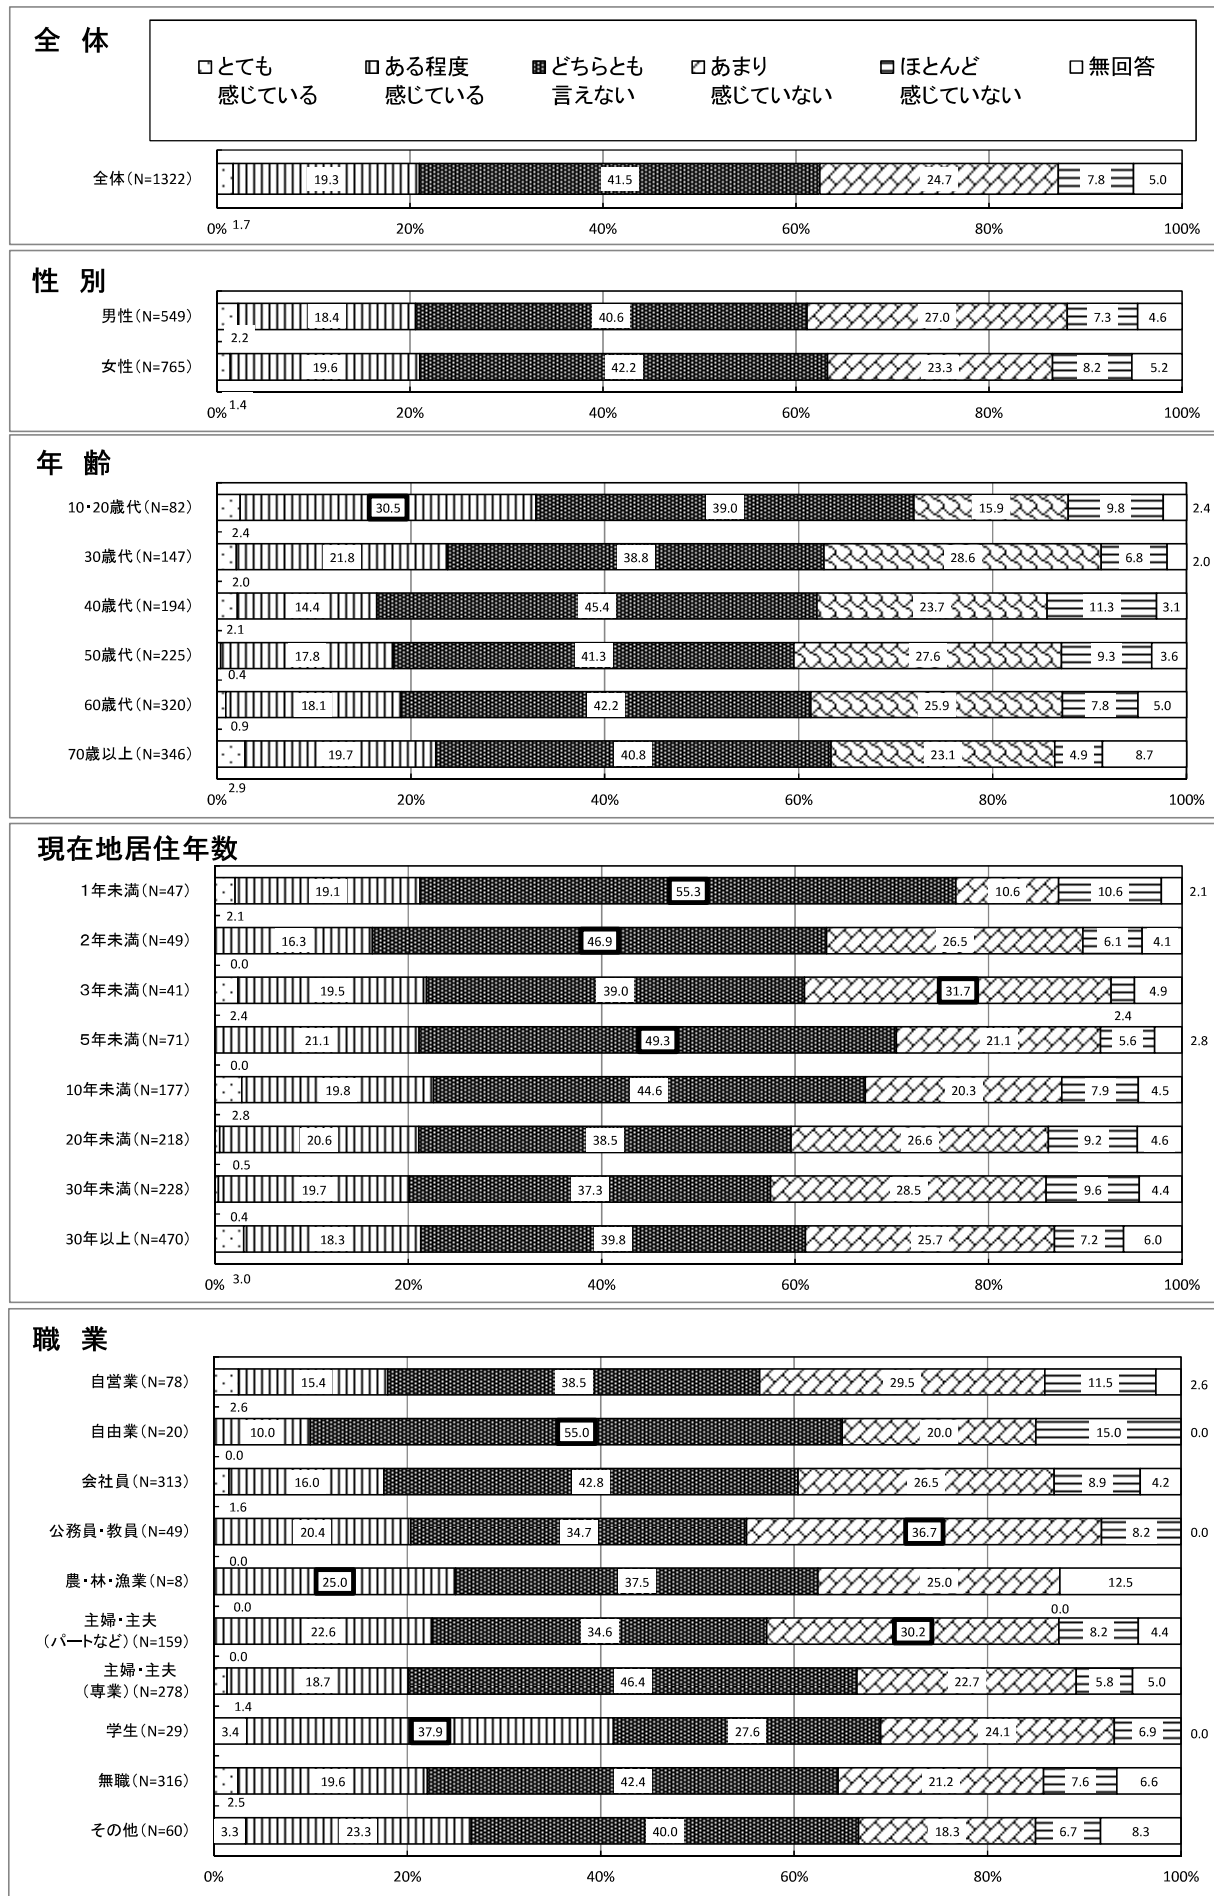 全 体
とても
感じている
ある程度
感じている
どちらとも
言えない
あまり
感じていない
ほとんど
感じていない
無回答
全体(N=1322) 19.3 41.5 24.7 7.8 5.0
1.7
0% 20% 40% 60% 80% 100%
性 別
男性(N=549) 18.4 40.6 27.0 7.3 4.6
2.2
女性(N=765) 19.6 42.2 23.3 8.2 5.2
1.4
0% 20% 40% 60% 80% 100%
年 齢
10・20歳代(N=82) 30.5 39.0 15.9 9.8 2.4
2.4
30歳代(N=147) 21.8 38.8 28.6 6.8 2.0
2.0
40歳代(N=194) 14.4 45.4 23.7 11.3 3.1
2.1
50歳代(N=225) 17.8 41.3 27.6 9.3 3.6
0.4
60歳代(N=320) 18.1 42.2 25.9 7.8 5.0
0.9
70歳以上(N=346) 19.7 40.8 23.1 4.9 8.7
2.9
0% 20% 40% 60% 80% 100%
現在地居住年数
1年未満(N=47) 19.1 55.3 10.6 10.6 2.1
2.1
2年未満(N=49) 16.3 46.9 26.5 6.1 4.1
0.0
3年未満(N=41) 19.5 39.0 31.7 4.9
2.4 2.4
5年未満(N=71) 21.1 49.3 21.1 5.6 2.8
0.0
10年未満(N=177) 19.8 44.6 20.3 7.9 4.5
2.8
20年未満(N=218) 20.6 38.5 26.6 9.2 4.6
0.5
30年未満(N=228) 19.7 37.3 28.5 9.6 4.4
0.4
30年以上(N=470) 18.3 39.8 25.7 7.2 6.0
3.0
0% 20% 40% 60% 80% 100%
職 業
自営業(N=78) 15.4 38.5 29.5 11.5 2.6
2.6
自由業(N=20) 10.0 55.0 20.0 15.0 0.0
0.0
会社員(N=313) 16.0 42.8 26.5 8.9 4.2
1.6
公務員・教員(N=49) 20.4 34.7 36.7 8.2 0.0
0.0
農・林・漁業(N=8) 25.0 37.5 25.0 12.5
0.0 0.0
主婦・主夫
(パートなど)(N=159) 22.6 34.6 30.2 8.2 4.4
0.0
主婦・主夫
(専業)(N=278) 18.7 46.4 22.7 5.8 5.0
1.4
学生(N=29) 3.4 37.9 27.6 24.1 6.9 0.0
無職(N=316) 19.6 42.4 21.2 7.6 6.6
2.5
その他(N=60) 3.3 23.3 40.0 18.3 6.7 8.3
0% 20% 40% 60% 80% 100%